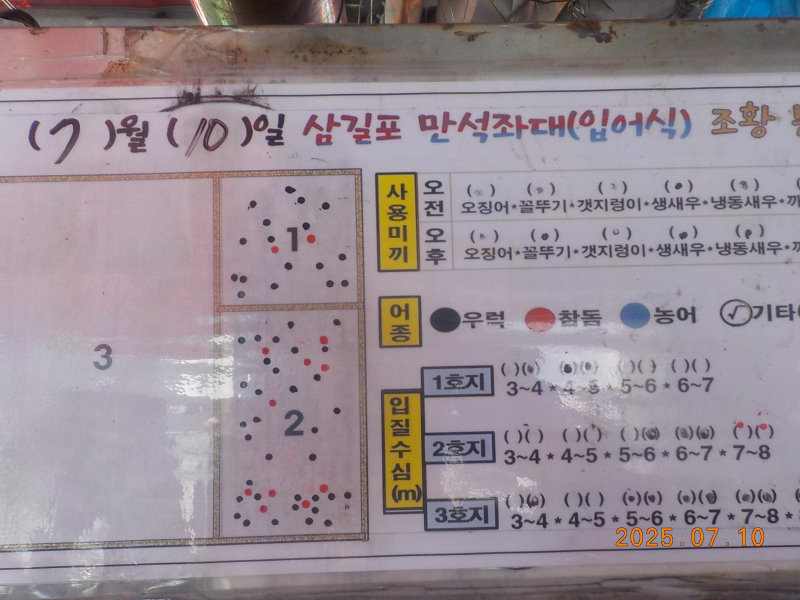 (7)월 (10)일 삼길포 만석좌대(입어식) 조황
1
2
3
사용미끼
오전
( ) ( ) ( ) ( ) ( )
오징어*꼴뚜기*갯지렁이*생새우*냉동새우*
오후
( ) ( ) ( ) ( ) ( )
오징어*꼴뚜기*갯지렁이*생새우*냉동새우*
어종
우럭 참돔 농어 기타(
입질수심(m)
1호지
( )( ) ( )( ) ( )( ) ( )( )
3~4 * 4~5 * 5~6 * 6~7
2호지
( )( ) ( )( ) ( )( ) ( )( ) ( )( )
3~4 * 4~5 * 5~6 * 6~7 * 7~8
3호지
( )( ) ( )( ) ( )( ) ( )( ) ( )( )
3~4 * 4~5 * 5~6 * 6~7 * 7~8 *
2025.07.10